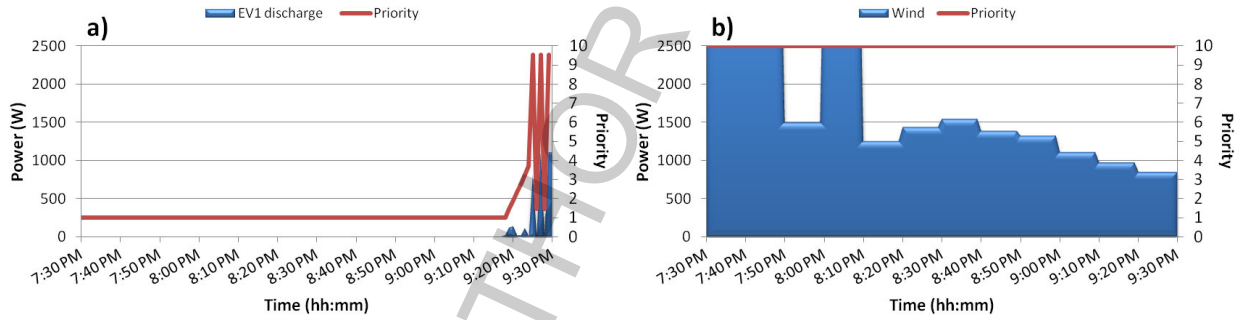 a)
EV1 discharge
Priority
2500
2000
1500
1000
500
0
Power (W)
10
9
8
7
6
5
4
3
2
1
0
Priority
7:30 PM
7:40 PM
7:50 PM
8:00 PM
8:10 PM
8:20 PM
8:30 PM
8:40 PM
8:50 PM
9:00 PM
9:10 PM
9:20 PM
9:30 PM
Time (hh:mm)
b)
Wind
Priority
2500
2000
1500
1000
500
0
Power (W)
10
9
8
7
6
5
4
3
2
1
0
Priority
7:30 PM
7:40 PM
7:50 PM
8:00 PM
8:10 PM
8:20 PM
8:30 PM
8:40 PM
8:50 PM
9:00 PM
9:10 PM
9:20 PM
9:30 PM
Time (hh:mm)
THOR